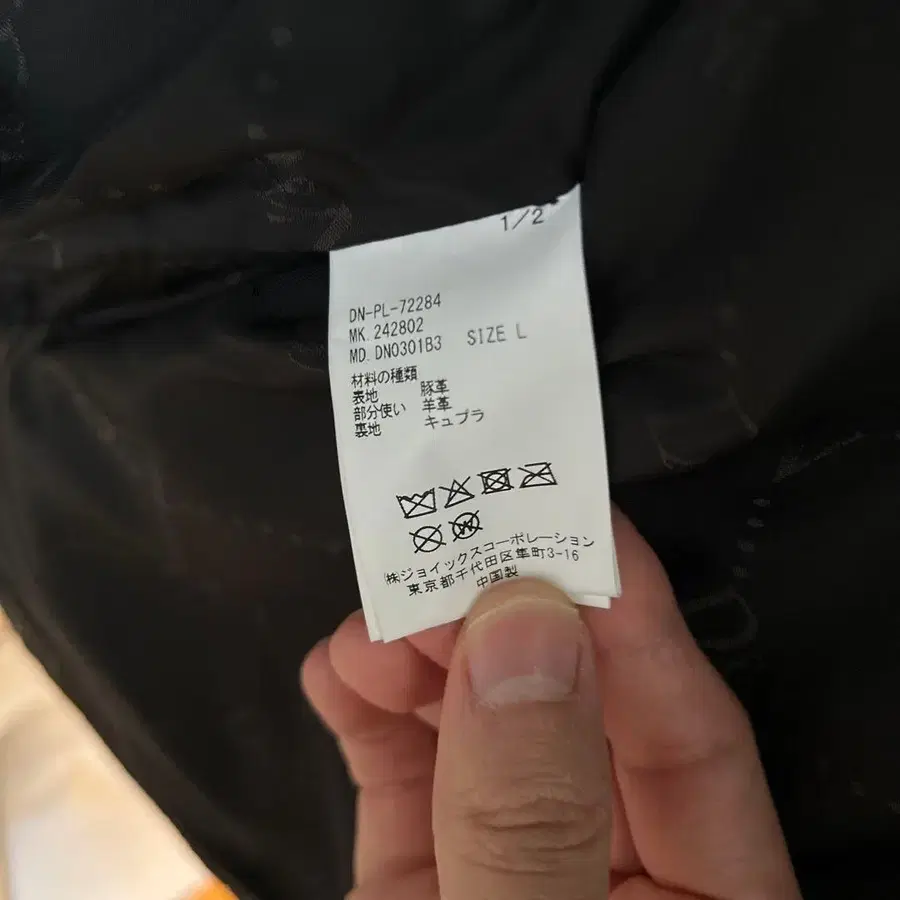 1/2
DN-PL-72284
MK. 242802
MD. DN0301B3 SIZE L
材料の種類
表地 豚革
部分使い 羊革
裏地 キュプラ
㈱ジョイックスコーポレーション
東京都千代田区隼町3-16
中国製